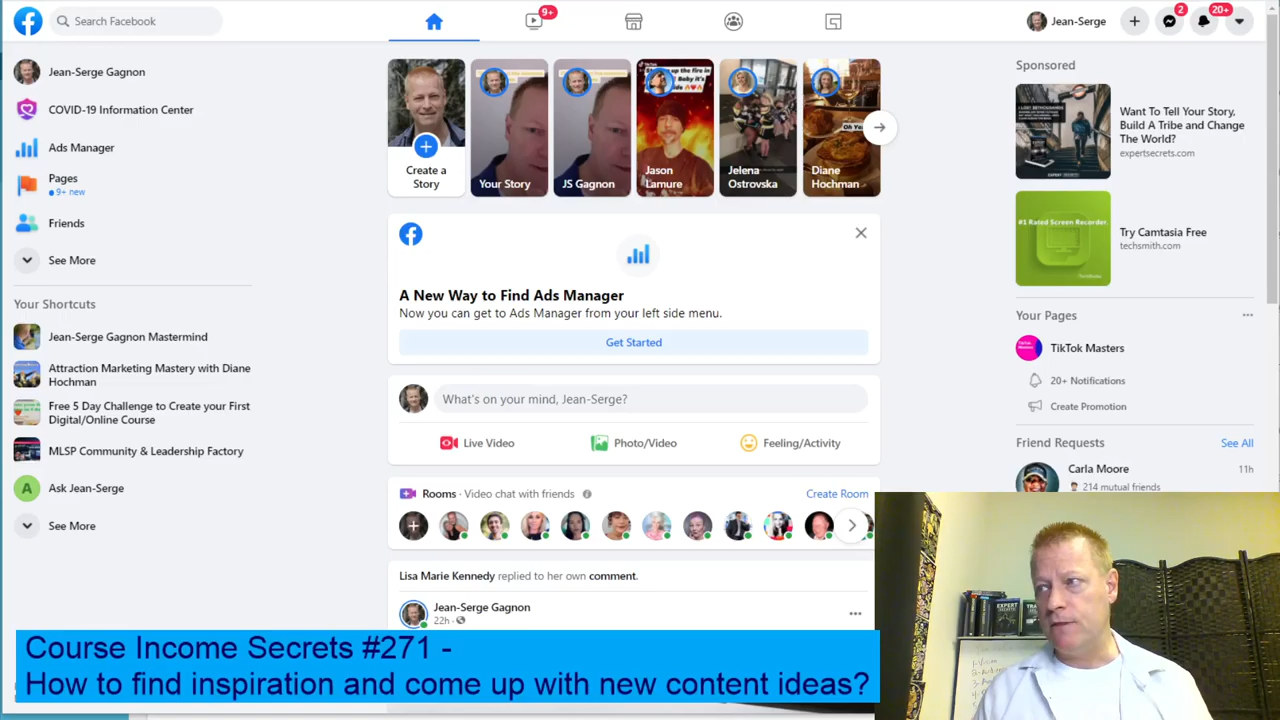 Search Facebook
9+
Jean-Serge
2
20+
Jean-Serge Gagnon
COVID-19 Information Center
Ads Manager
Pages
9+ new
Friends
See More
Your Shortcuts
Jean-Serge Gagnon Mastermind
Attraction Marketing Mastery with Diane
Hochman
Free 5 Day Challenge to Create your First
Digital/Online Course
MLSP Community & Leadership Factory
A
Ask Jean-Serge
See More
Create a
Story
Your Story
JS Gagnon
Jason
Lamure
Jelena
Ostrovska
Diane
Hochman
A New Way to Find Ads Manager
Now you can get to Ads Manager from your left side menu.
Get Started
What's on your mind, Jean-Serge?
Live Video
Photo/Video
Feeling/Activity
Rooms · Video chat with friends
Create Room
Lisa Marie Kennedy replied to her own comment.
Jean-Serge Gagnon
22h ·
Sponsored
Want To Tell Your Story,
Build A Tribe and Change
The World?
expertsecrets.com
#1 Rated Screen Recorder
Try Camtasia Free
techsmith.com
Your Pages
TikTok Masters
20+ Notifications
Create Promotion
Friend Requests
See All
Carla Moore
11h
214 mutual friends
EXPERT
SECRETS
Course Income Secrets #271 -
How to find inspiration and come up with new content ideas?